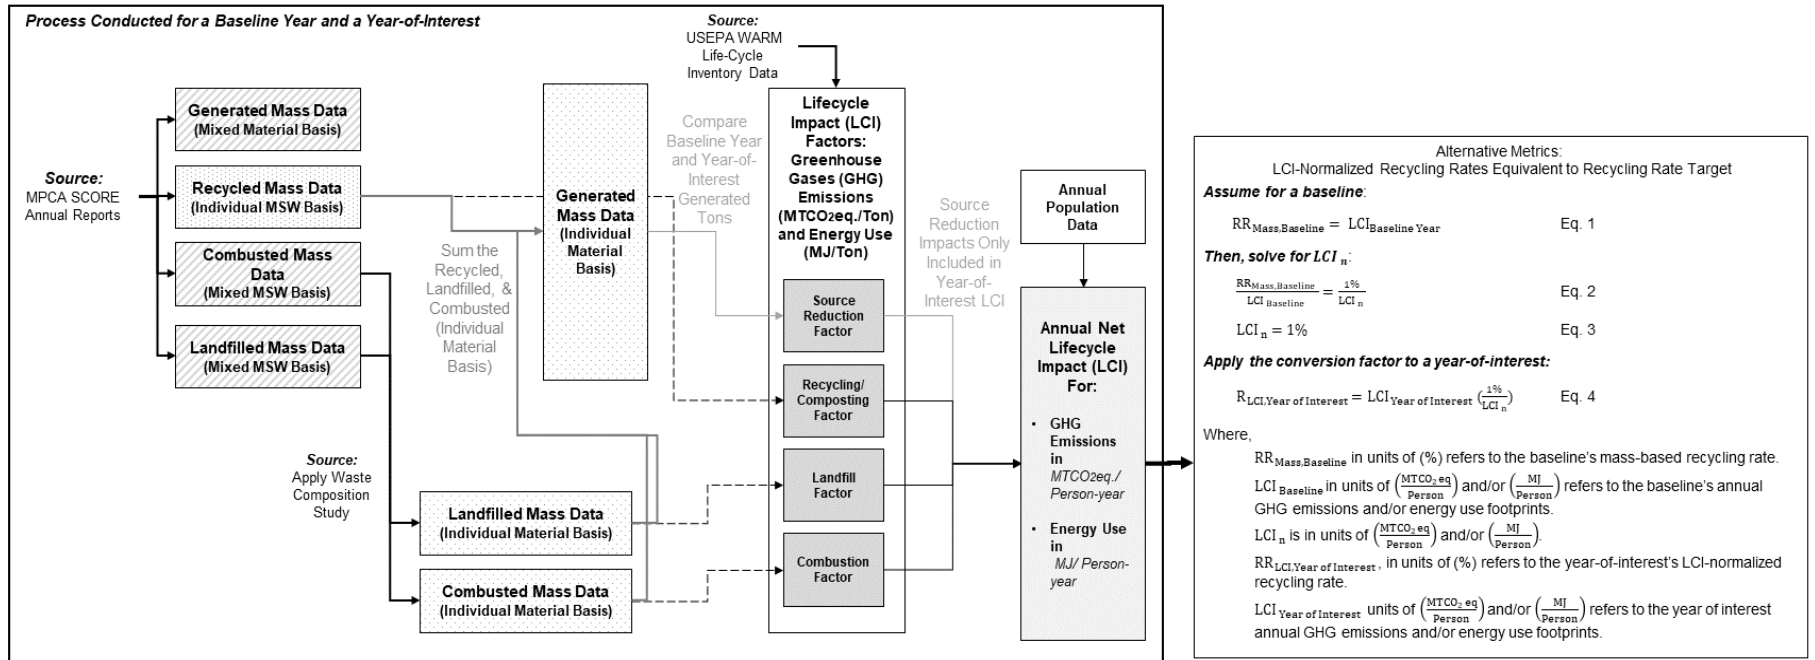 Process Conducted for a Baseline Year and a Year-of-Interest
Source:
USEPA WARM
Life-Cycle
Inventory Data
Source:
MPCA SCORE
Annual Reports
Generated Mass Data
(Mixed Material Basis)
Recycled Mass Data
(Individual MSW Basis)
Combusted Mass
Data
(Mixed MSW Basis)
Landfilled Mass Data
(Mixed MSW Basis)
Source:
Apply Waste
Composition
Study
Sum the
Recycled,
Landfilled, &
Combusted
(Individual
Material
Basis)
Landfilled Mass Data
(Individual Material Basis)
Combusted Mass Data
(Individual Material Basis)
Generated
Mass Data
(Individual
Material
Basis)
Compare
Baseline Year
and Year-of-
Interest
Generated
Tons
Lifecycle
Impact (LCI)
Factors:
Greenhouse
Gases (GHG)
Emissions
(MTCO2eq./Ton)
and Energy Use
(MJ/Ton)
Source
Reduction
Factor
Recycling/
Composting
Factor
Landfill
Factor
Combustion
Factor
Source
Reduction
Impacts Only
Included in
Year-of-
Interest LCI
Annual
Population
Data
Annual Net
Lifecycle
Impact (LCI)
For:
• GHG
Emissions
in
MTCO2eq./
Person-year
• Energy Use
in
MJ/ Person-
year
Alternative Metrics:
LCI-Normalized Recycling Rates Equivalent to Recycling Rate Target
Assume for a baseline:
RR Mass,Baseline = LCI Baseline Year Eq. 1
Then, solve for LCI n:
RR Mass,Baseline / LCI Baseline = 1% / LCI n Eq. 2
LCI n = 1% Eq. 3
Apply the conversion factor to a year-of-interest:
R LCI,Year of Interest = LCI Year of Interest (1% / LCI n) Eq. 4
Where,
RR Mass,Baseline in units of (%) refers to the baseline's mass-based recycling rate.
LCI Baseline in units of (MTCO2 eq / Person) and/or (MJ / Person) refers to the baseline's annual
GHG emissions and/or energy use footprints.
LCI n is in units of (MTCO2 eq / Person) and/or (MJ / Person).
RR LCI,Year of Interest, in units of (%) refers to the year-of-interest's LCI-normalized
recycling rate.
LCI Year of Interest units of (MTCO2 eq / Person) and/or (MJ / Person) refers to the year of interest
annual GHG emissions and/or energy use footprints.